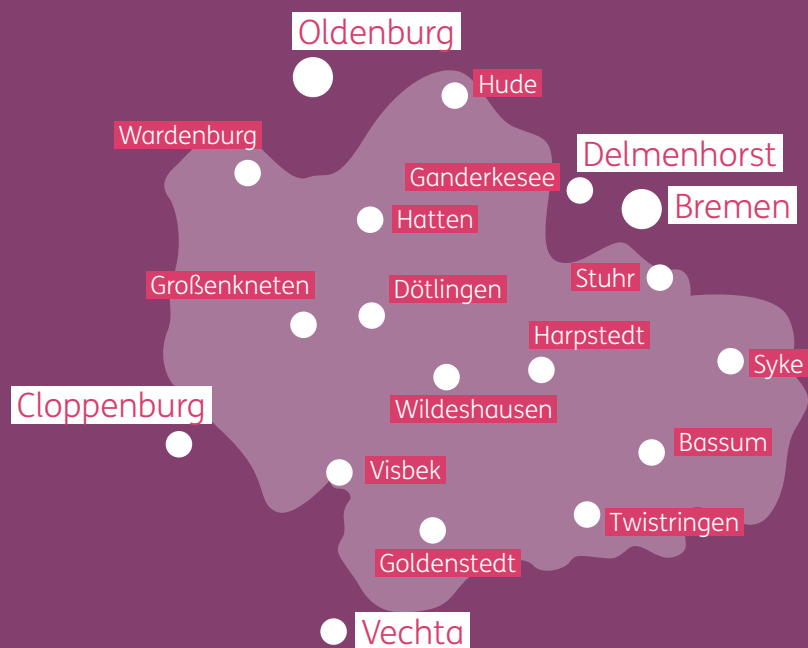 Oldenburg
Hude
Wardenburg
Delmenhorst
Ganderkesee
Bremen
Hatten
Stuhr
Großenkneten
Dötlingen
Harpstedt
Syke
Cloppenburg
Wildeshausen
Bassum
Visbek
Twistringen
Goldenstedt
Vechta